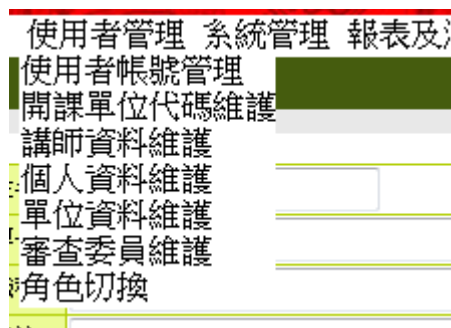 使用者管理 系統管理 報表及
使用者帳號管理
開課單位代碼維護
講師資料維護
個人資料維護
單位資料維護
審查委員維護
角色切換